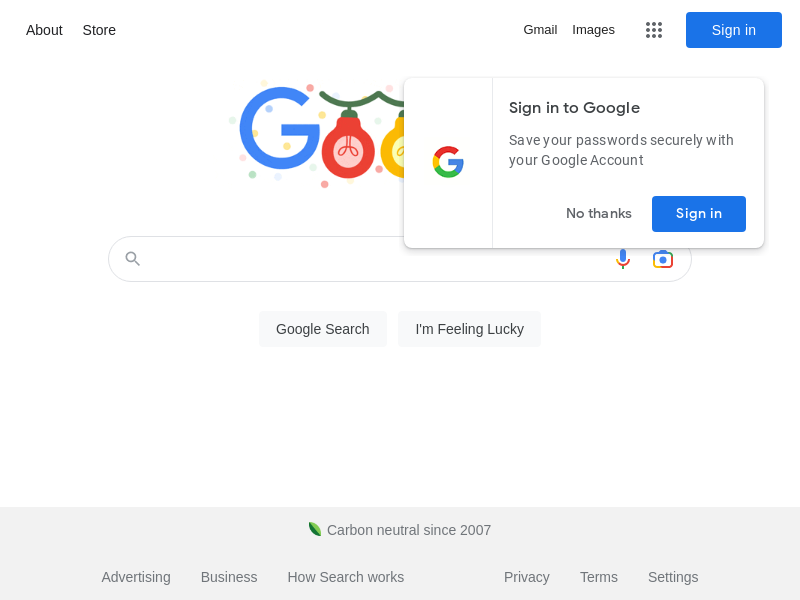 About Store Gmail Images Sign in
Sign in to Google
Save your passwords securely with
your Google Account
No thanks Sign in
Google Search I'm Feeling Lucky
Carbon neutral since 2007
Advertising Business How Search works Privacy Terms Settings